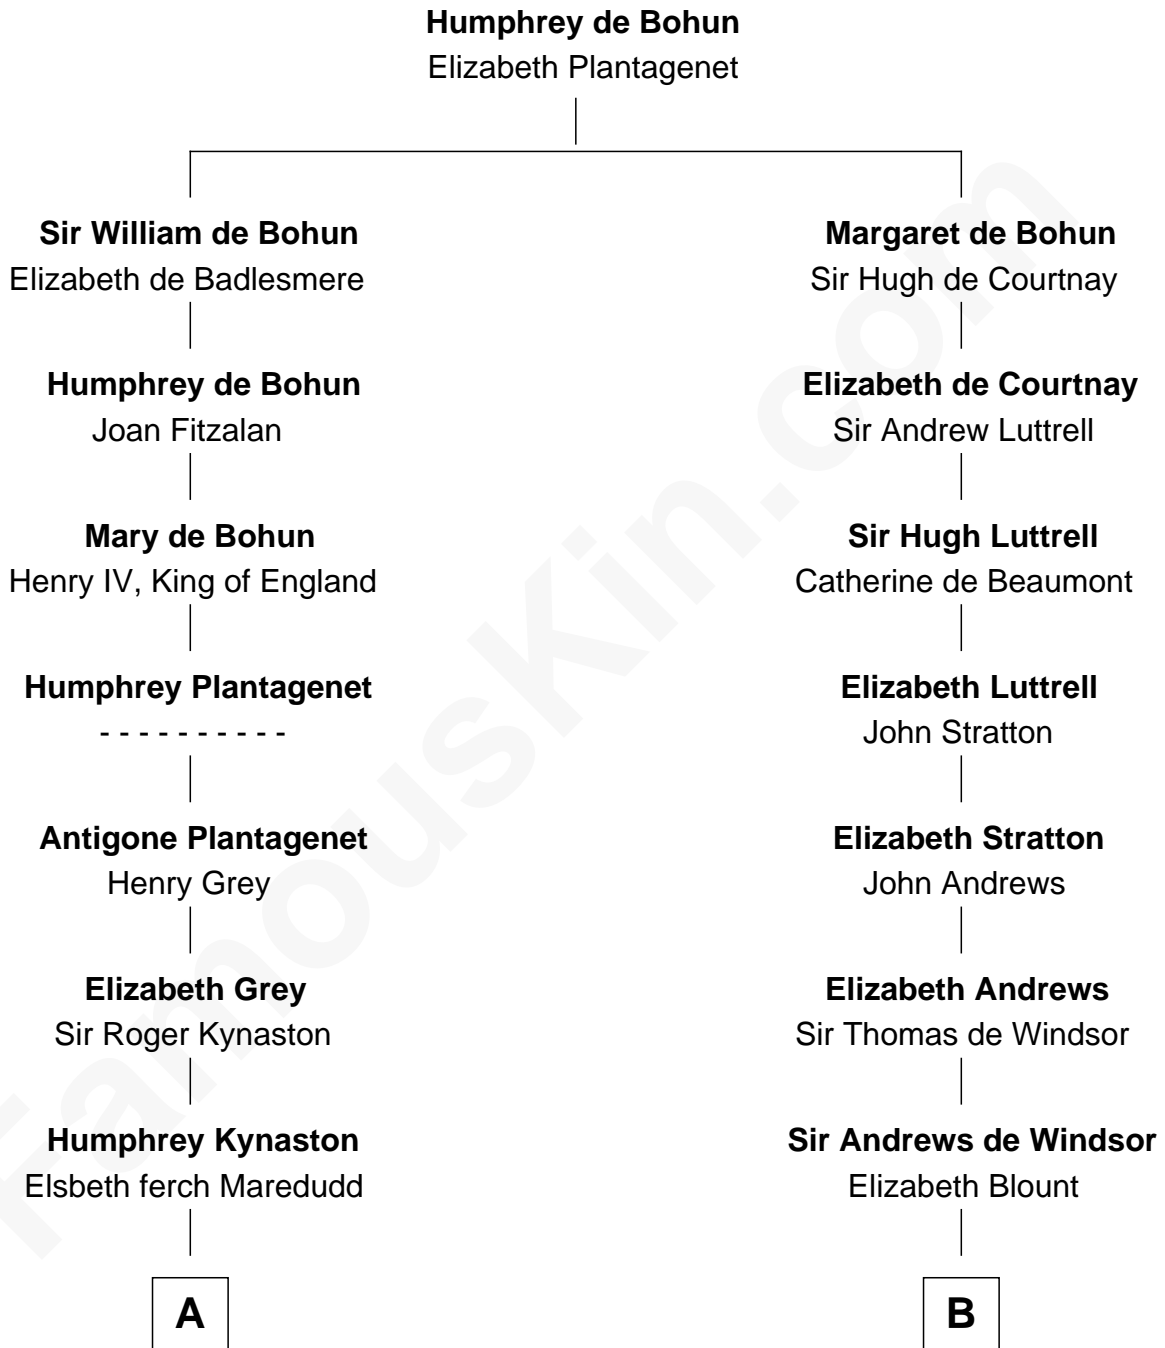 Humphrey de Bohun
Elizabeth Plantagenet
Sir William de Bohun
Elizabeth de Badlesmere
Margaret de Bohun
Sir Hugh de Courtnay
Humphrey de Bohun
Joan Fitzalan
Elizabeth de Courtnay
Sir Andrew Luttrell
Mary de Bohun
Henry IV, King of England
Sir Hugh Luttrell
Catherine de Beaumont
Humphrey Plantagenet
- - - - - - - - - -
Elizabeth Luttrell
John Stratton
Antigone Plantagenet
Henry Grey
Elizabeth Stratton
John Andrews
Elizabeth Grey
Sir Roger Kynaston
Elizabeth Andrews
Sir Thomas de Windsor
Humphrey Kynaston
Elsbeth ferch Maredudd
Sir Andrews de Windsor
Elizabeth Blount
A
B
FamousKin.com